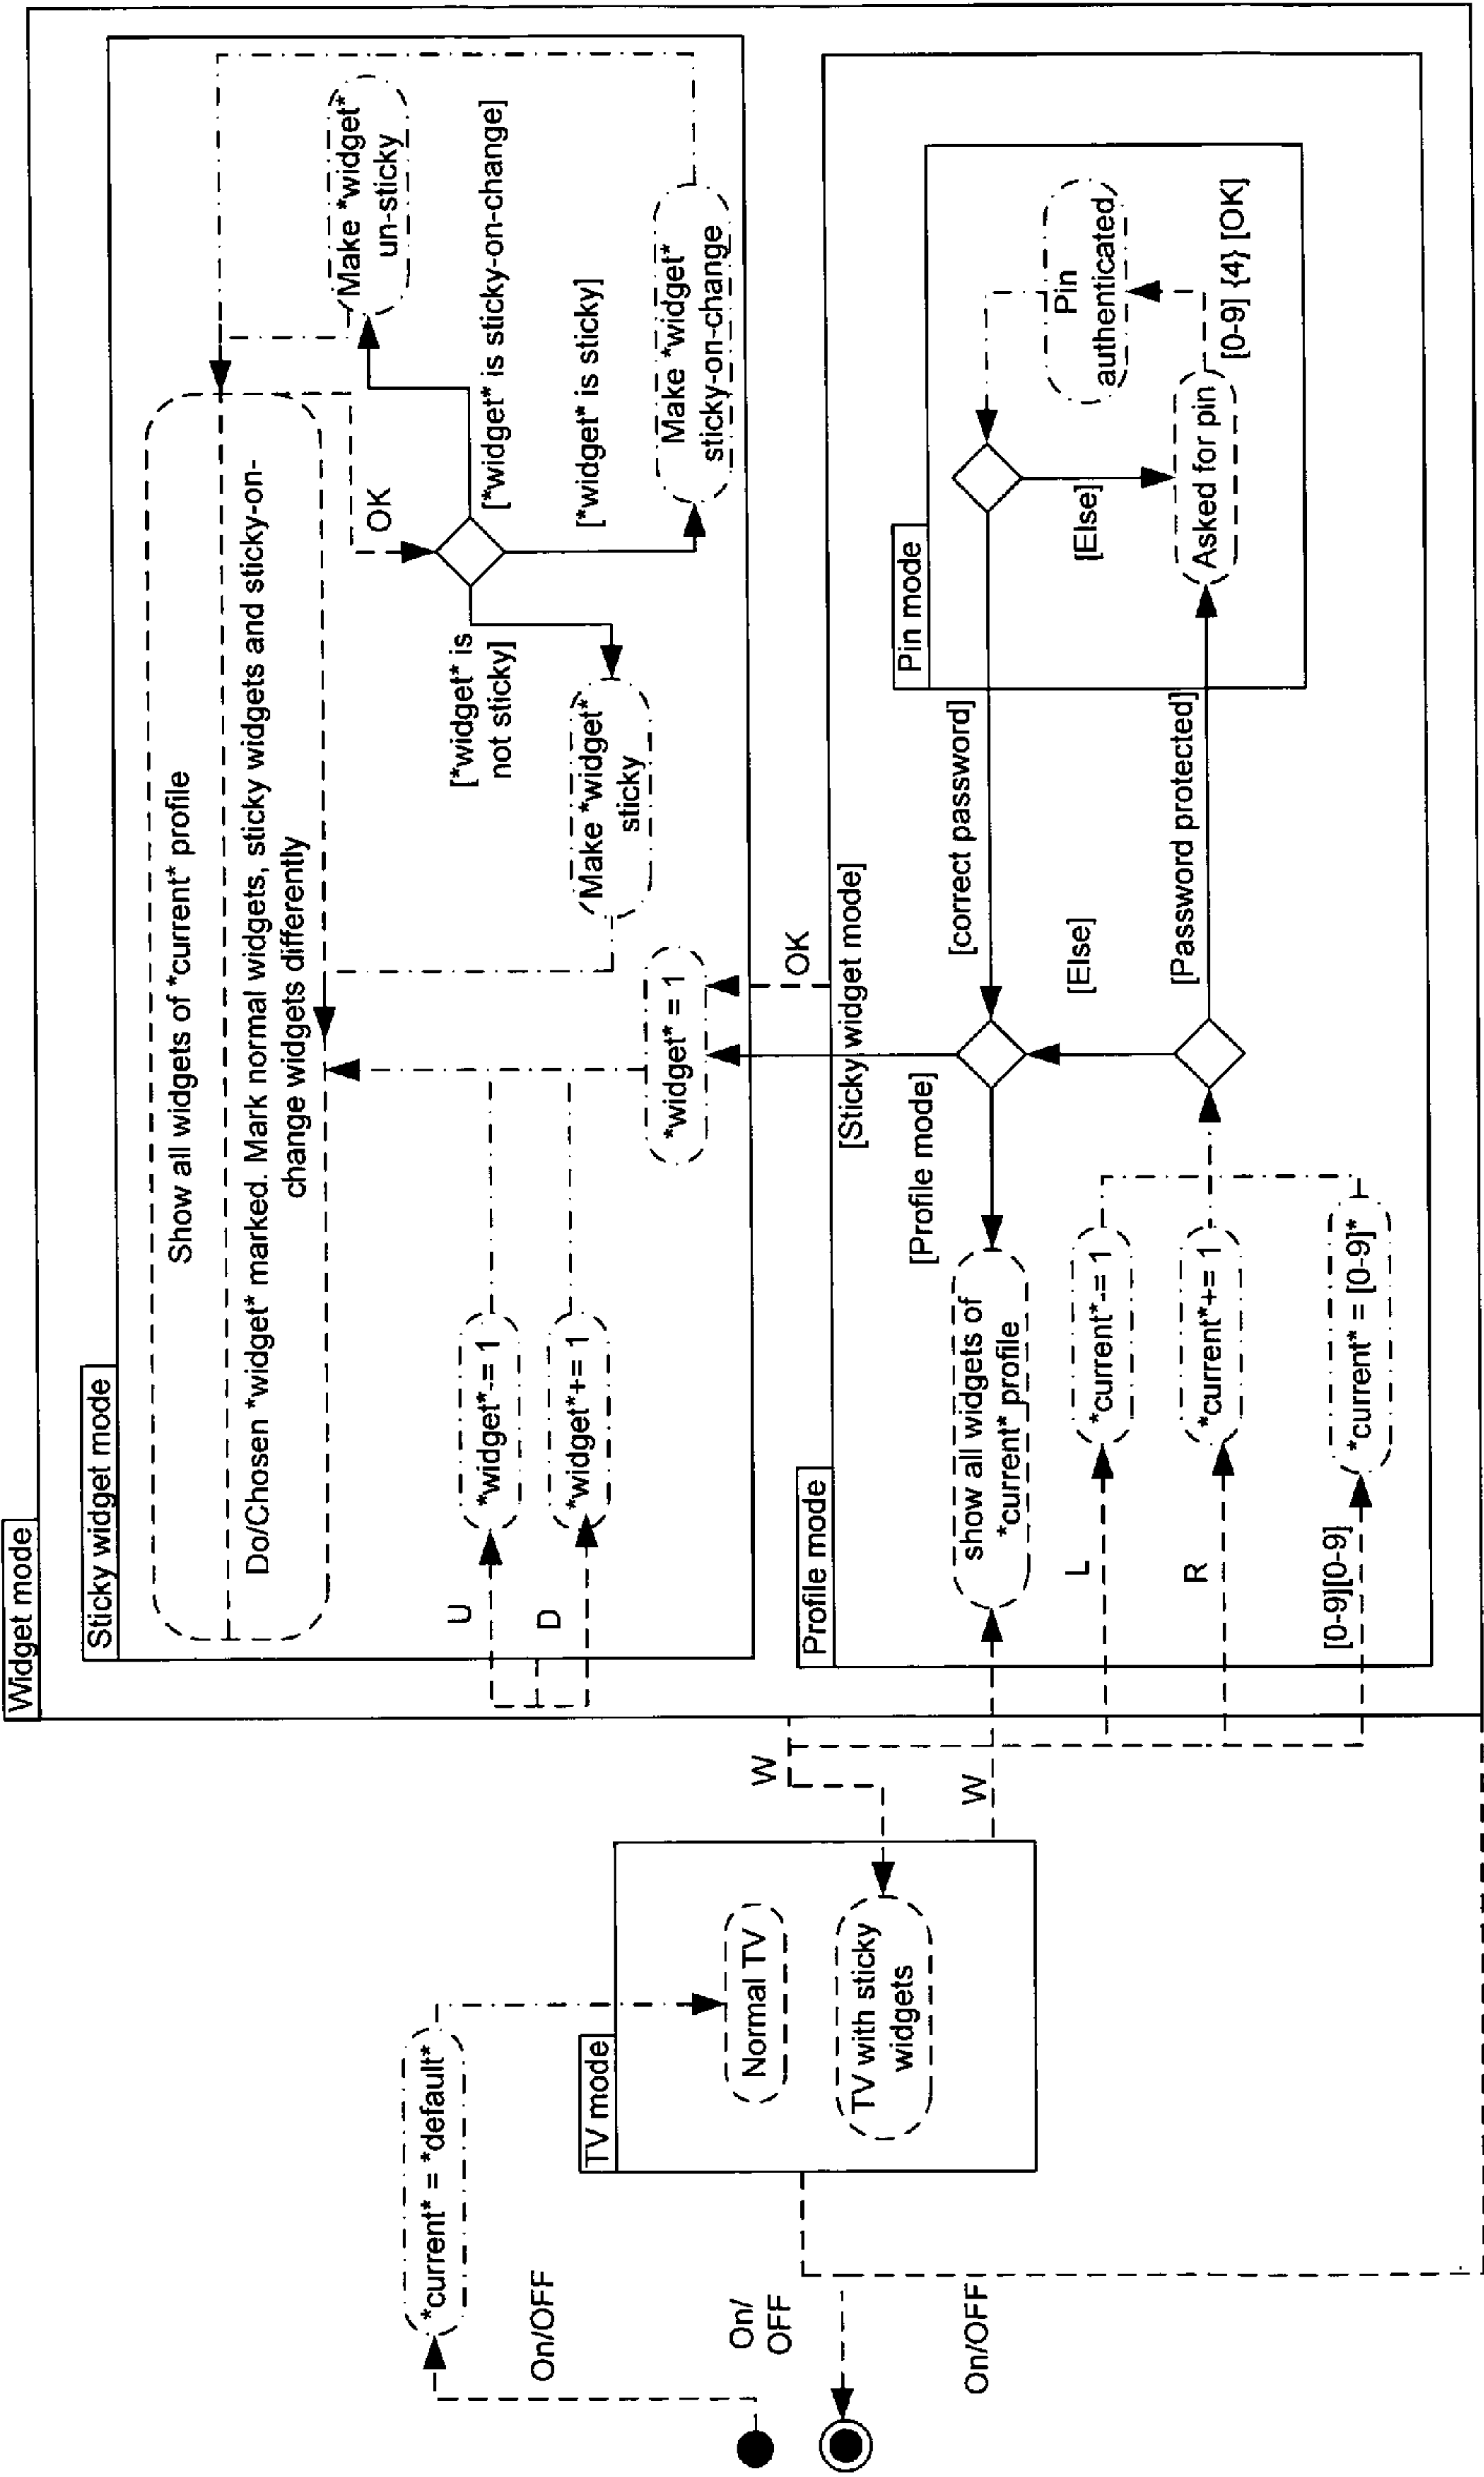 Widget mode
Sticky widget mode
Show all widgets of *current* profile
Do/Chosen *widget* marked. Mark normal widgets, sticky widgets and sticky-on-
change widgets differently
OK
Make *widget*
un-sticky
[*widget* is sticky-on-change]
[*widget* is sticky]
Make *widget*
sticky-on-change
[*widget* is
not sticky]
Make *widget*
sticky
U
*widget*-= 1
D
*widget*+= 1
*widget* = 1
OK
[Sticky widget mode]
Profile mode
[Profile mode]
show all widgets of
*current* profile
L
*current*-= 1
R
*current*+= 1
[0-9][0-9]
*current* = [0-9]*
[correct password]
[Else]
[Password protected]
Pin mode
[Else]
Asked for pin
Pin
authenticated
[0-9] {4} [OK]
W
W
TV mode
Normal TV
TV with sticky
widgets
*current* = *default*
On/OFF
On/
OFF
On/OFF